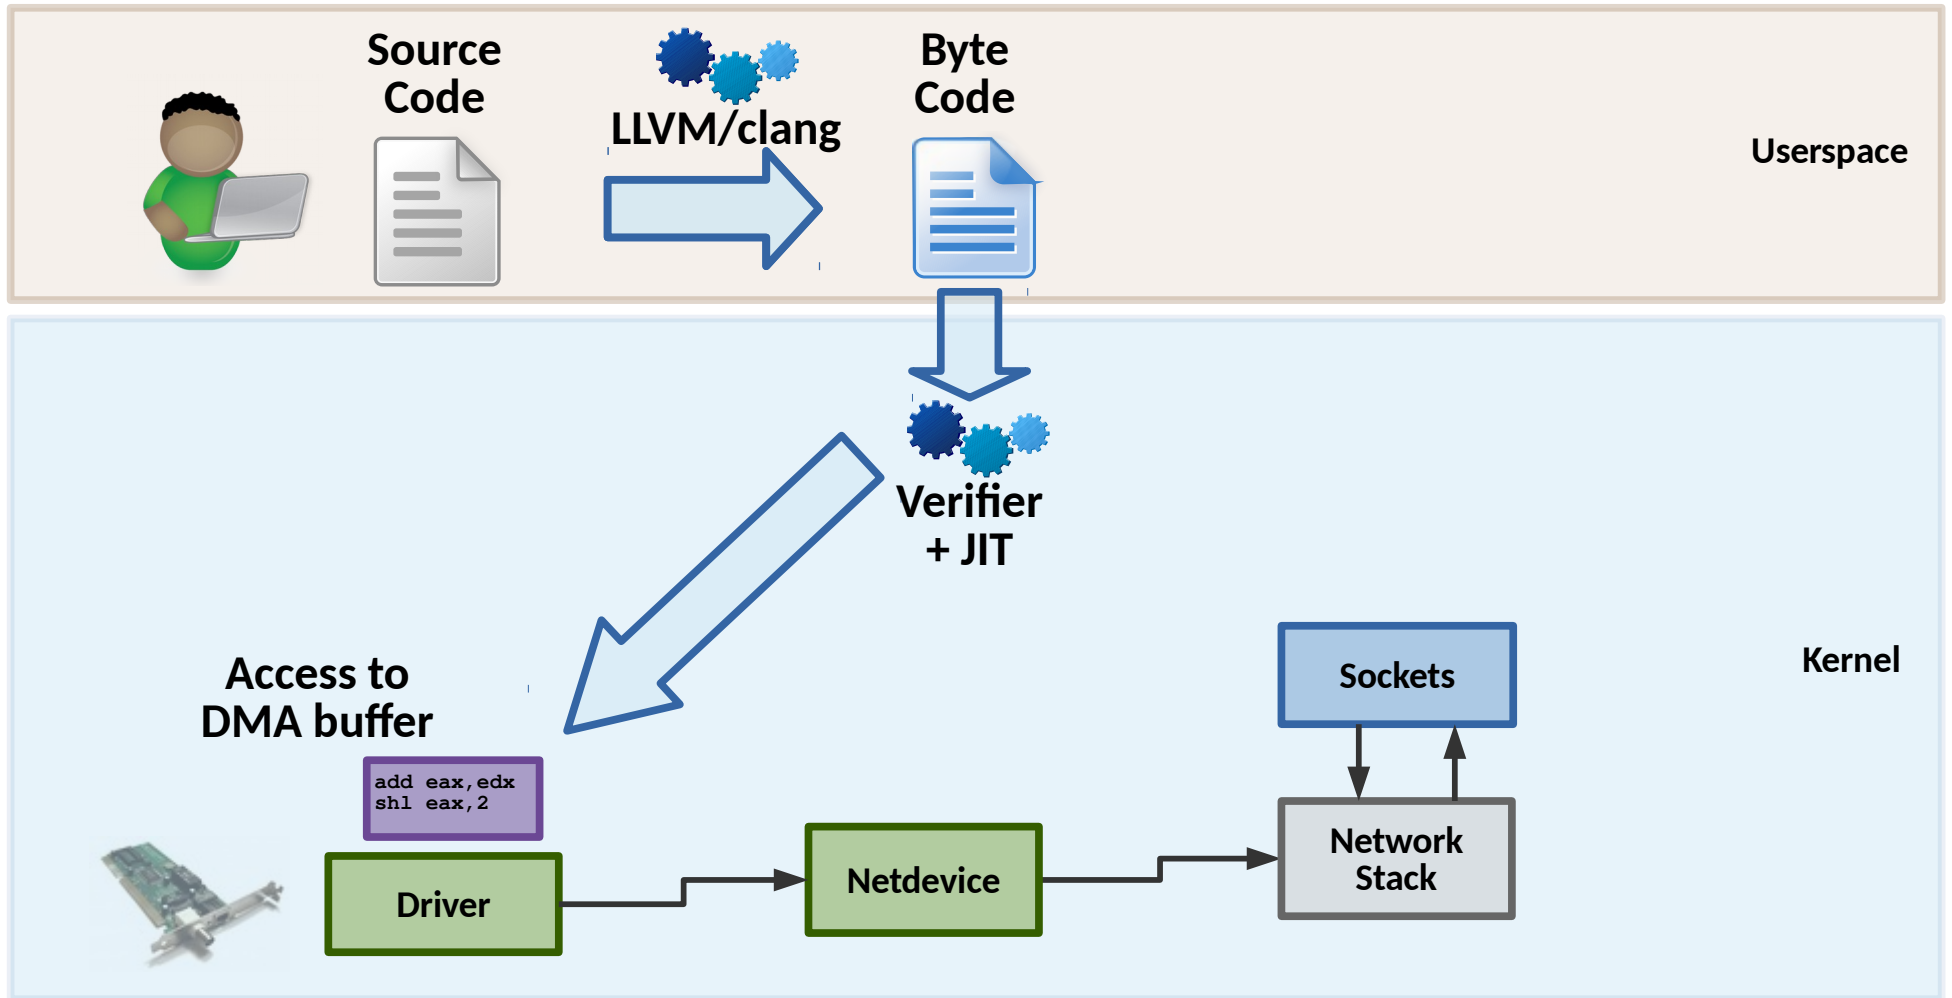 Source
Code
LLVM/clang
Byte
Code
Userspace
Verifier
+ JIT
Kernel
Access to
DMA buffer
add eax,edx
shl eax,2
Driver
Netdevice
Sockets
Network
Stack